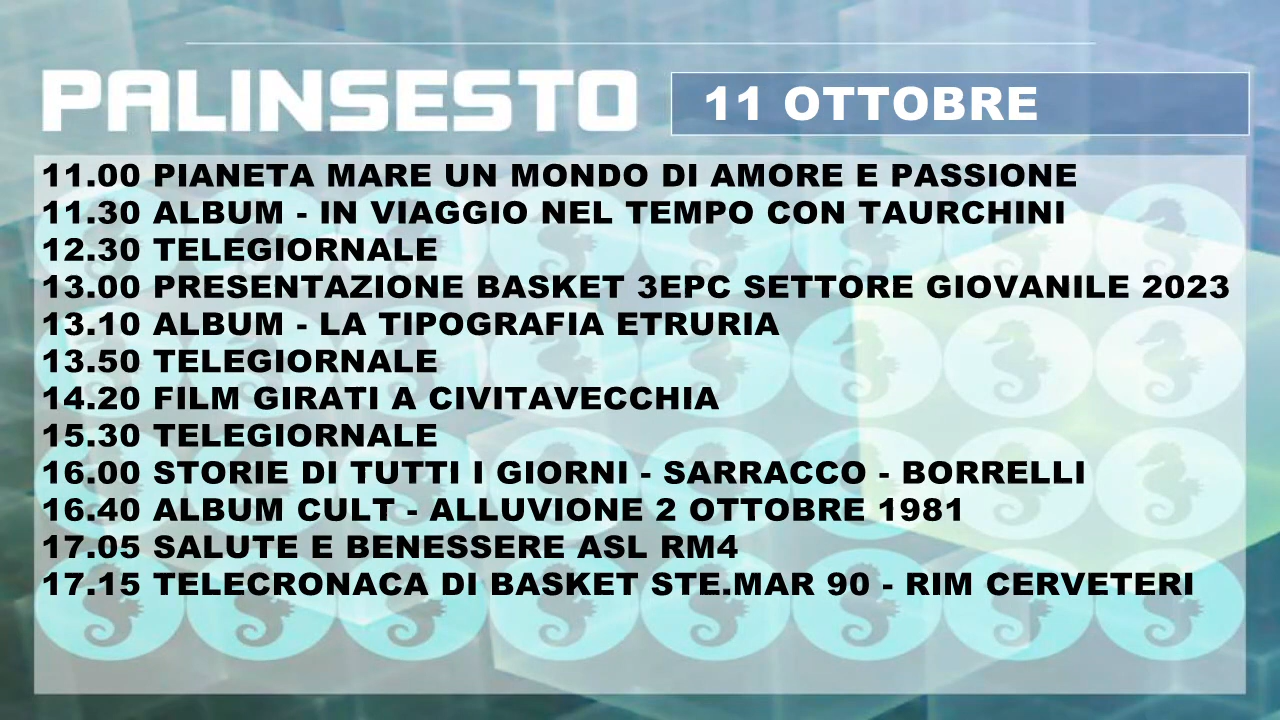 PALINSESTO
11 OTTOBRE
11.00 PIANETA MARE UN MONDO DI AMORE E PASSIONE
11.30 ALBUM - IN VIAGGIO NEL TEMPO CON TAURCHINI
12.30 TELEGIORNALE
13.00 PRESENTAZIONE BASKET 3EPC SETTORE GIOVANILE 2023
13.10 ALBUM - LA TIPOGRAFIA ETRURIA
13.50 TELEGIORNALE
14.20 FILM GIRATI A CIVITAVECCHIA
15.30 TELEGIORNALE
16.00 STORIE DI TUTTI I GIORNI - SARRACCO - BORRELLI
16.40 ALBUM CULT - ALLUVIONE 2 OTTOBRE 1981
17.05 SALUTE E BENESSERE ASL RM4
17.15 TELECRONACA DI BASKET STE.MAR 90 - RIM CERVETERI